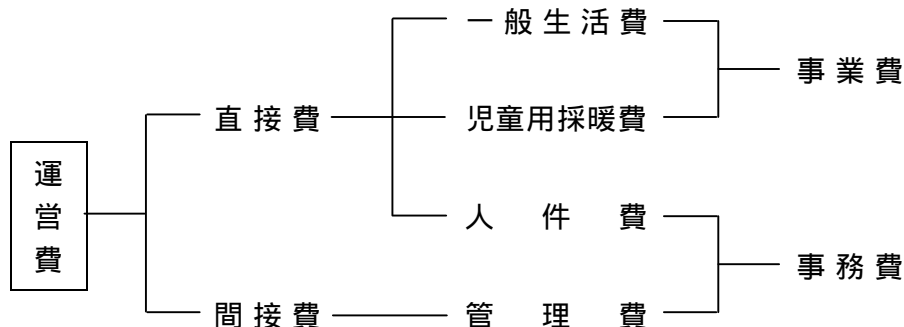 一般生活費
事業費
直接費
児童用採暖費
運営費
人件費
事務費
間接費
管理費